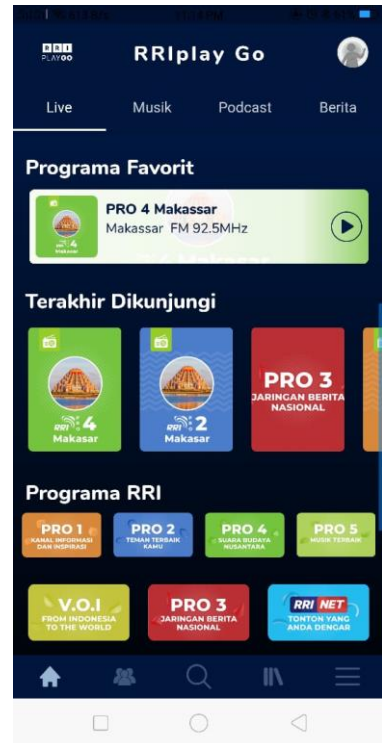 RRI
PLAYGO
RRIplay Go
Live Musik Podcast Berita
Programa Favorit
PRO 4 Makassar
Makassar FM 92.5MHz
Terakhir Dikunjungi
RRI 4
Makasar
RRI 2
Makasar
PRO 3
JARINGAN BERITA
NASIONAL
Programa RRI
PRO 1
KANAL INFORMASI
DAN INSPIRASI
PRO 2
TEMAN TERBAIK
KAMU
PRO 4
SUARA BUDAYA
NUSANTARA
PRO 5
MUSIK TERBAIK
V.O.I
FROM INDONESIA
TO THE WORLD
PRO 3
JARINGAN BERITA
NASIONAL
RRI NET
TONTON YANG
ANDA DENGAR